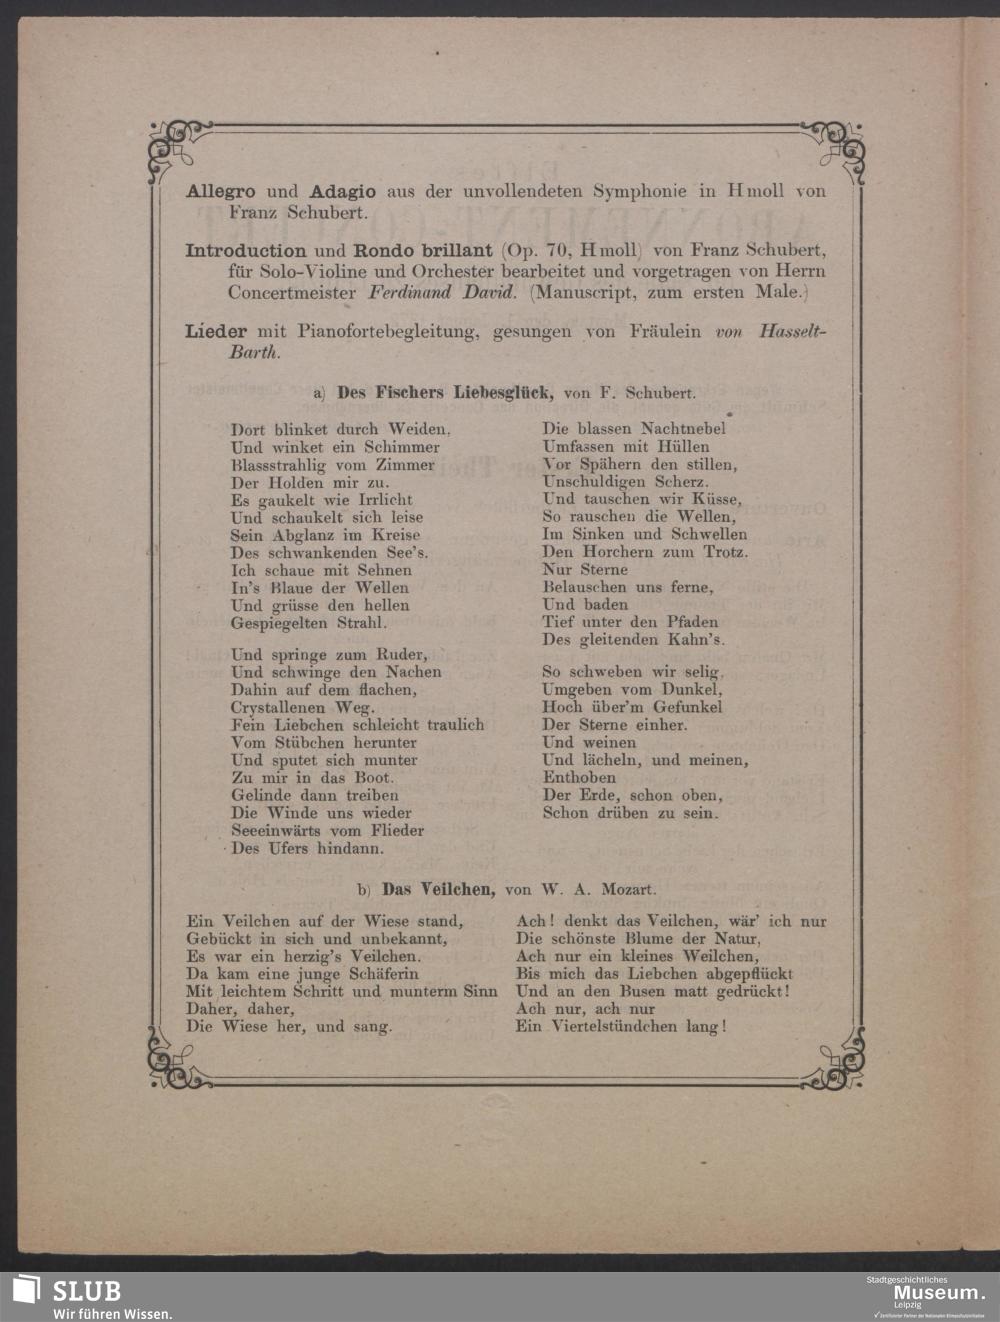 Allegro und Adagio aus der unvollendeten Symphonie in H moll von
Franz Schubert.
Introduction und Rondo brillant (Op. 70, H moll) von Franz Schubert,
für Solo-Violine und Orchester bearbeitet und vorgetragen von Herrn
Concertmeister Ferdinand David. (Manuscript, zum ersten Male.)
Lieder mit Pianofortebegleitung, gesungen von Fräulein von Hasselt-
Barth.
a) Des Fischers Liebesglück, von F. Schubert.
Dort blinket durch Weiden,
Und winket ein Schimmer
Blassstrahlig vom Zimmer
Der Holden mir zu.
Es gaukelt wie Irrlicht
Und schaukelt sich leise
Sein Abglanz im Kreise
Des schwankenden See's.
Ich schaue mit Sehnen
In's Blaue der Wellen
Und grüsse den hellen
Gespiegelten Strahl.
Und springe zum Ruder,
Und schwinge den Nachen
Dahin auf dem flachen,
Crystallenen Weg.
Fein Liebchen schleicht traulich
Vom Stübchen herunter
Und sputet sich munter
Zu mir in das Boot.
Gelinde dann treiben
Die Winde uns wieder
Seeeinwärts vom Flieder
Des Ufers hindann.
Die blassen Nachtnebel
Umfassen mit Hüllen
Vor Spähern den stillen,
Unschuldigen Scherz.
Und tauschen wir Küsse,
So rauschen die Wellen,
Im Sinken und Schwellen
Den Horchern zum Trotz.
Nur Sterne
Belauschen uns ferne,
Und baden
Tief unter den Pfaden
Des gleitenden Kahn's.
So schweben wir selig,
Umgeben vom Dunkel,
Hoch über'm Gefunkel
Der Sterne einher.
Und weinen
Und lächeln, und meinen,
Enthoben
Der Erde, schon oben,
Schon drüben zu sein.
b) Das Veilchen, von W. A. Mozart.
Ein Veilchen auf der Wiese stand,
Gebückt in sich und unbekannt,
Es war ein herzig's Veilchen.
Da kam eine junge Schäferin
Mit leichtem Schritt und munterm Sinn
Daher, daher,
Die Wiese her, und sang.
Ach! denkt das Veilchen, wär' ich nur
Die schönste Blume der Natur,
Ach nur ein kleines Weilchen,
Bis mich das Liebchen abgepflückt
Und an den Busen matt gedrückt!
Ach nur, ach nur
Ein Viertelstündchen lang!
SLUB
Wir führen Wissen.
Stadtgeschichtliches
Museum.
Leipzig
Zertifizierter Partner der Nationalen Klimaschutzinitiative